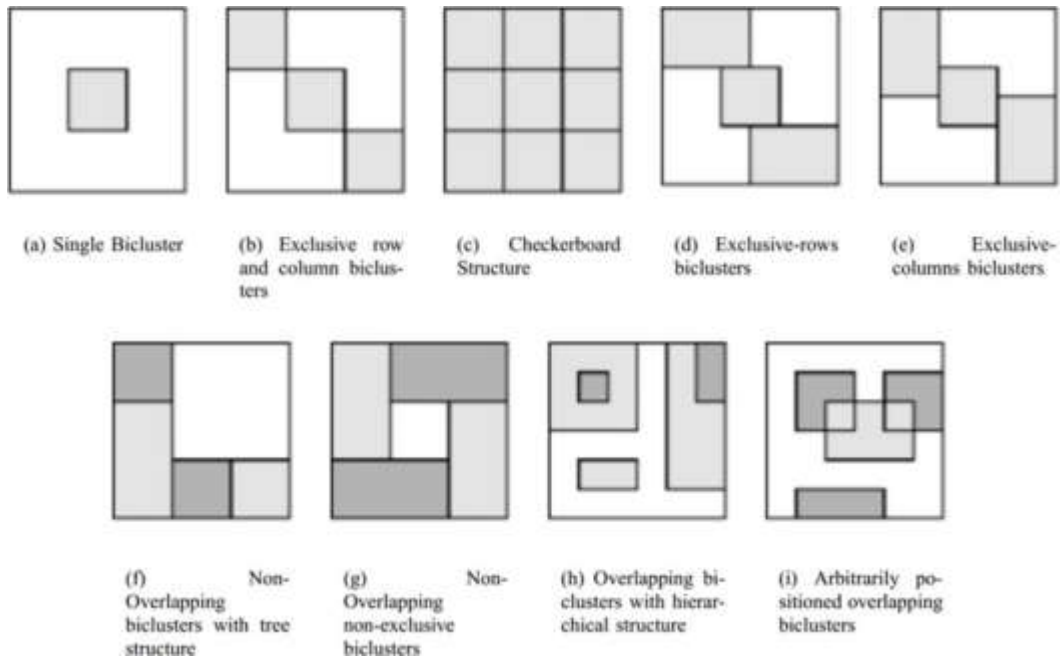 (a) Single Bicluster
(b) Exclusive row
and column biclus-
ters
(c) Checkerboard
Structure
(d) Exclusive-rows
biclusters
(e) Exclusive-
columns biclusters
(f) Non-
Overlapping
biclusters with tree
structure
(g) Non-
Overlapping
non-exclusive
biclusters
(h) Overlapping bi-
clusters with hierar-
chical structure
(i) Arbitrarily po-
sitioned overlapping
biclusters